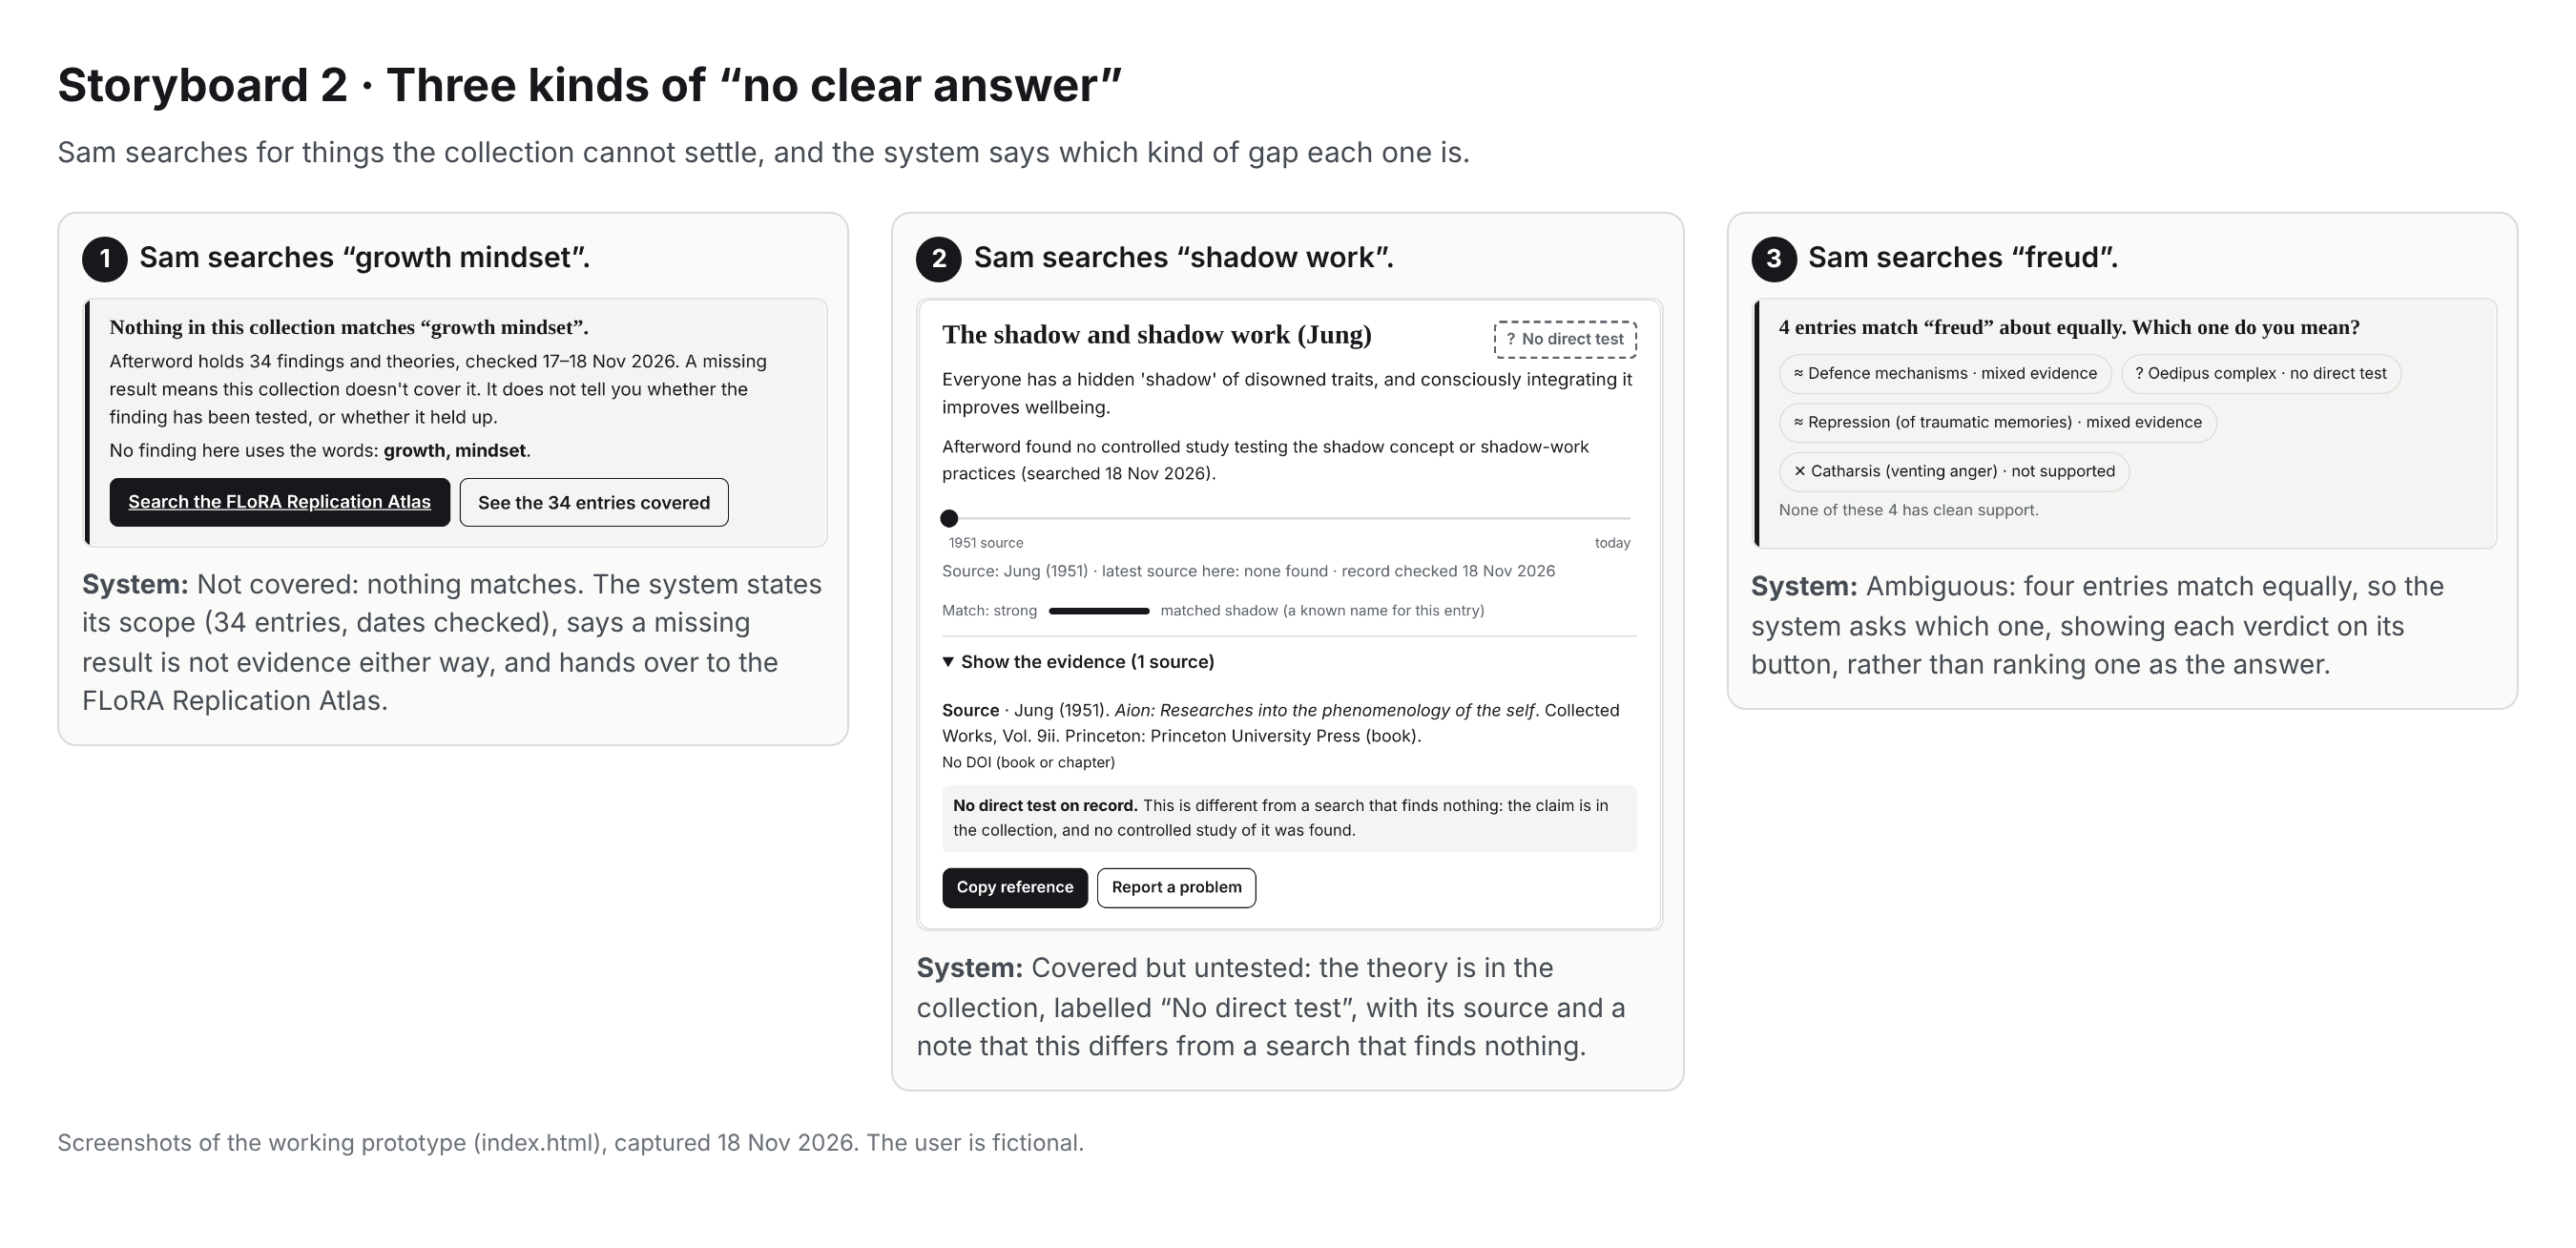 Storyboard 2 · Three kinds of “no clear answer”
Sam searches for things the collection cannot settle, and the system says which kind of gap each one is.
1 Sam searches “growth mindset”.
Nothing in this collection matches “growth mindset”.
Afterword holds 34 findings and theories, checked 17–18 Nov 2026. A missing
result means this collection doesn't cover it. It does not tell you whether the
finding has been tested, or whether it held up.
No finding here uses the words: growth, mindset.
Search the FLoRA Replication Atlas
See the 34 entries covered
System: Not covered: nothing matches. The system states
its scope (34 entries, dates checked), says a missing
result is not evidence either way, and hands over to the
FLoRA Replication Atlas.
2 Sam searches “shadow work”.
The shadow and shadow work (Jung)
? No direct test
Everyone has a hidden 'shadow' of disowned traits, and consciously integrating it
improves wellbeing.
Afterword found no controlled study testing the shadow concept or shadow-work
practices (searched 18 Nov 2026).
1951 source
today
Source: Jung (1951) · latest source here: none found · record checked 18 Nov 2026
Match: strong
matched shadow (a known name for this entry)
▼ Show the evidence (1 source)
Source · Jung (1951). Aion: Researches into the phenomenology of the self. Collected
Works, Vol. 9ii. Princeton: Princeton University Press (book).
No DOI (book or chapter)
No direct test on record. This is different from a search that finds nothing: the claim is in
the collection, and no controlled study of it was found.
Copy reference
Report a problem
System: Covered but untested: the theory is in the
collection, labelled “No direct test”, with its source and a
note that this differs from a search that finds nothing.
3 Sam searches “freud”.
4 entries match “freud” about equally. Which one do you mean?
≈ Defence mechanisms · mixed evidence
? Oedipus complex · no direct test
≈ Repression (of traumatic memories) · mixed evidence
✕ Catharsis (venting anger) · not supported
None of these 4 has clean support.
System: Ambiguous: four entries match equally, so the
system asks which one, showing each verdict on its
button, rather than ranking one as the answer.
Screenshots of the working prototype (index.html), captured 18 Nov 2026. The user is fictional.